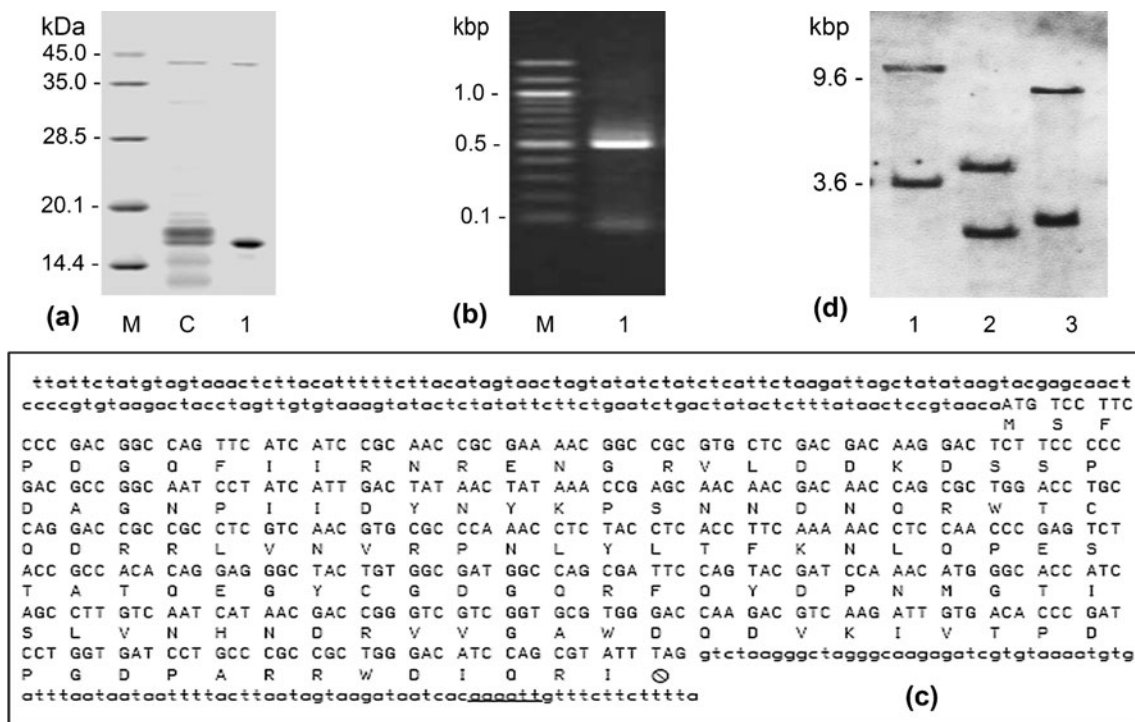 kDa
45.0 -
35.0 -
28.5 -
20.1 -
14.4 -
(a) M C 1
kbp
1.0 -
0.5 -
0.1 -
(b) M 1
kbp
9.6 -
3.6 -
(d) 1 2 3
ttattctatgtagtaaactcttacatttttcttacatagtaactagtatatctatctcattctaagattagctatataagtacgagcaact
ccccgtgtaagactacctagttgtgtaaagtatactctatattcttctgaatctgactatactctttataactccgtaaccaATG TCC TTC
M S F
CCC GAC GGC CAG TTC ATC ATC CGC AAC CGC GAA AAC GGC CGC GTG CTC GAC GAC AAG GAC TCT TCC CCC
P D G Q F I I R N R E N G R V L D D K D S S P
GAC GCC GGC AAT CCT ATC ATT GAC TAT AAC TAT AAA CCG AGC AAC AAC GAC AAC CAG CGC TGG ACC TGC
D A G N P I I D Y N Y K P S N N D N Q R W T C
CAG GAC CGC CGC CTC GTC AAC GTG CGC CCA AAC CTC TAC CTC ACC TTC AAA AAC CTC CAA CCC GAG TCT
Q D R R L V N V R P N L Y L T F K N L Q P E S
ACC GCC ACA CAG GAG GGC TAC TGT GGC GAT GGC CAG CGA TTC CAG TAC GAT CCA AAC ATG GGC ACC ATC
T A T Q E G Y C G D G Q R F Q Y D P N M G T I
AGC CTT GTC AAT CAT AAC GAC CGG GTC GTC GGT GCG TGG GAC CAA GAC GTC AAG ATT GTG ACA CCC GAT
S L V N H N D R V V G A W D Q D V K I V T P D
CCT GGT GAT CCT GCC CGC CGC TGG GAC ATC CAG CGT ATT TAG gtctaagggctagggcaagagatcgtgtaaaatgtg
P G D P A R R W D I Q R I
atttaataataattttacttaatagtaagataatcacgaaattgtttcttctttta
(c)